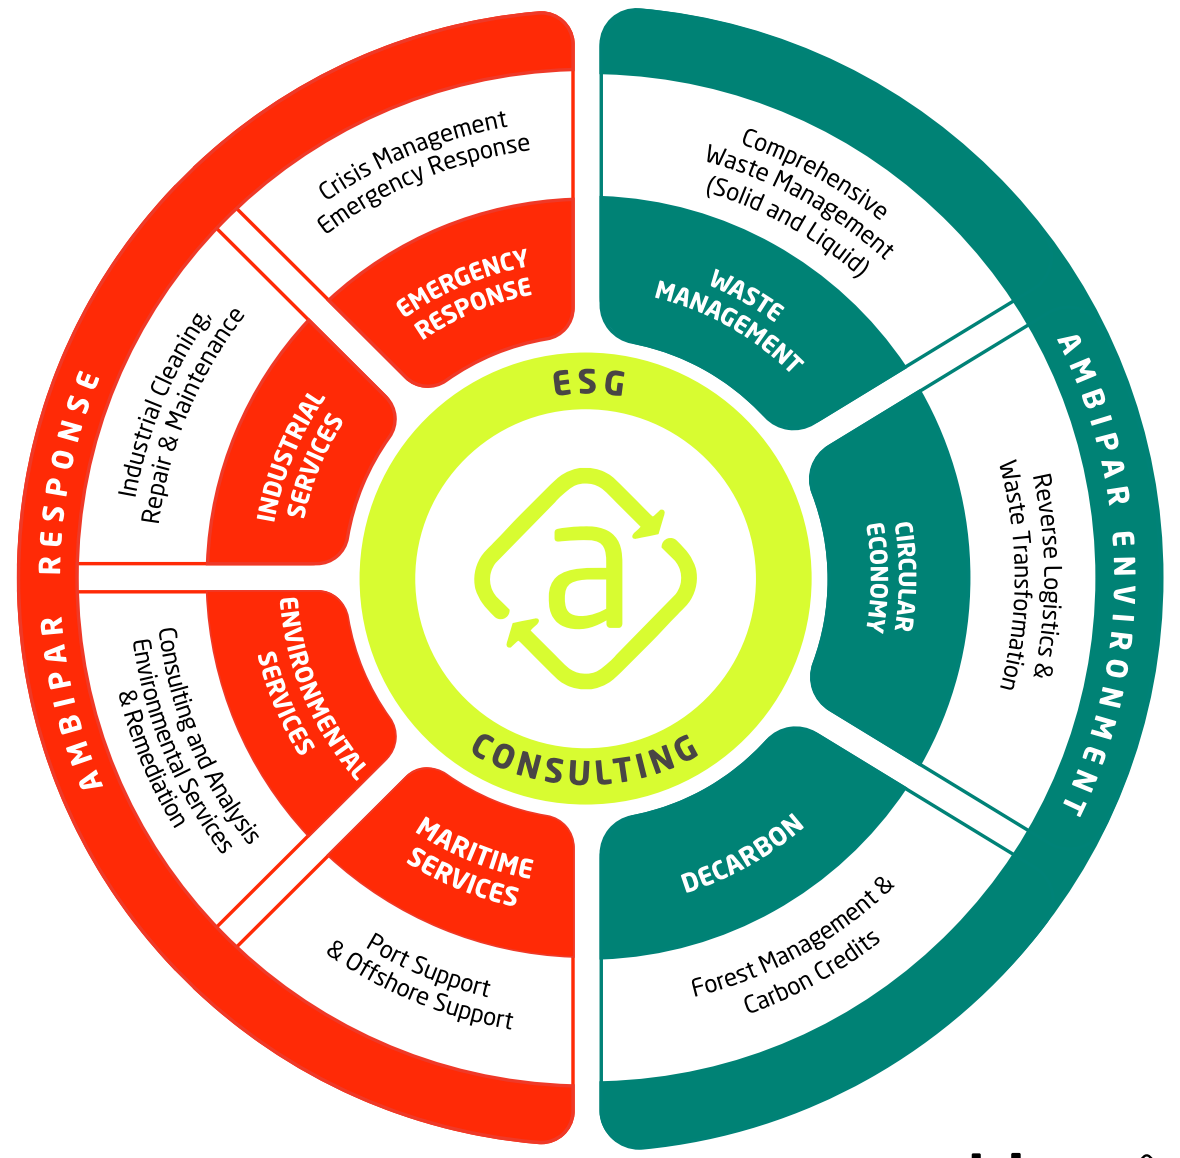 AMBIPAR RESPONSE
Crisis Management
Emergency Response
EMERGENCY
RESPONSE
Industrial Cleaning,
Repair & Maintenance
INDUSTRIAL
SERVICES
Consulting and Analysis
Environmental Services
& Remediation
ENVIRONMENTAL
SERVICES
Port Support
& Offshore Support
MARITIME
SERVICES
ESG
a
CONSULTING
AMBIPAR ENVIRONMENT
Comprehensive
Waste Management
(Solid and Liquid)
WASTE
MANAGEMENT
Reverse Logistics &
Waste Transformation
CIRCULAR
ECONOMY
Forest Management &
Carbon Credits
DECARBON